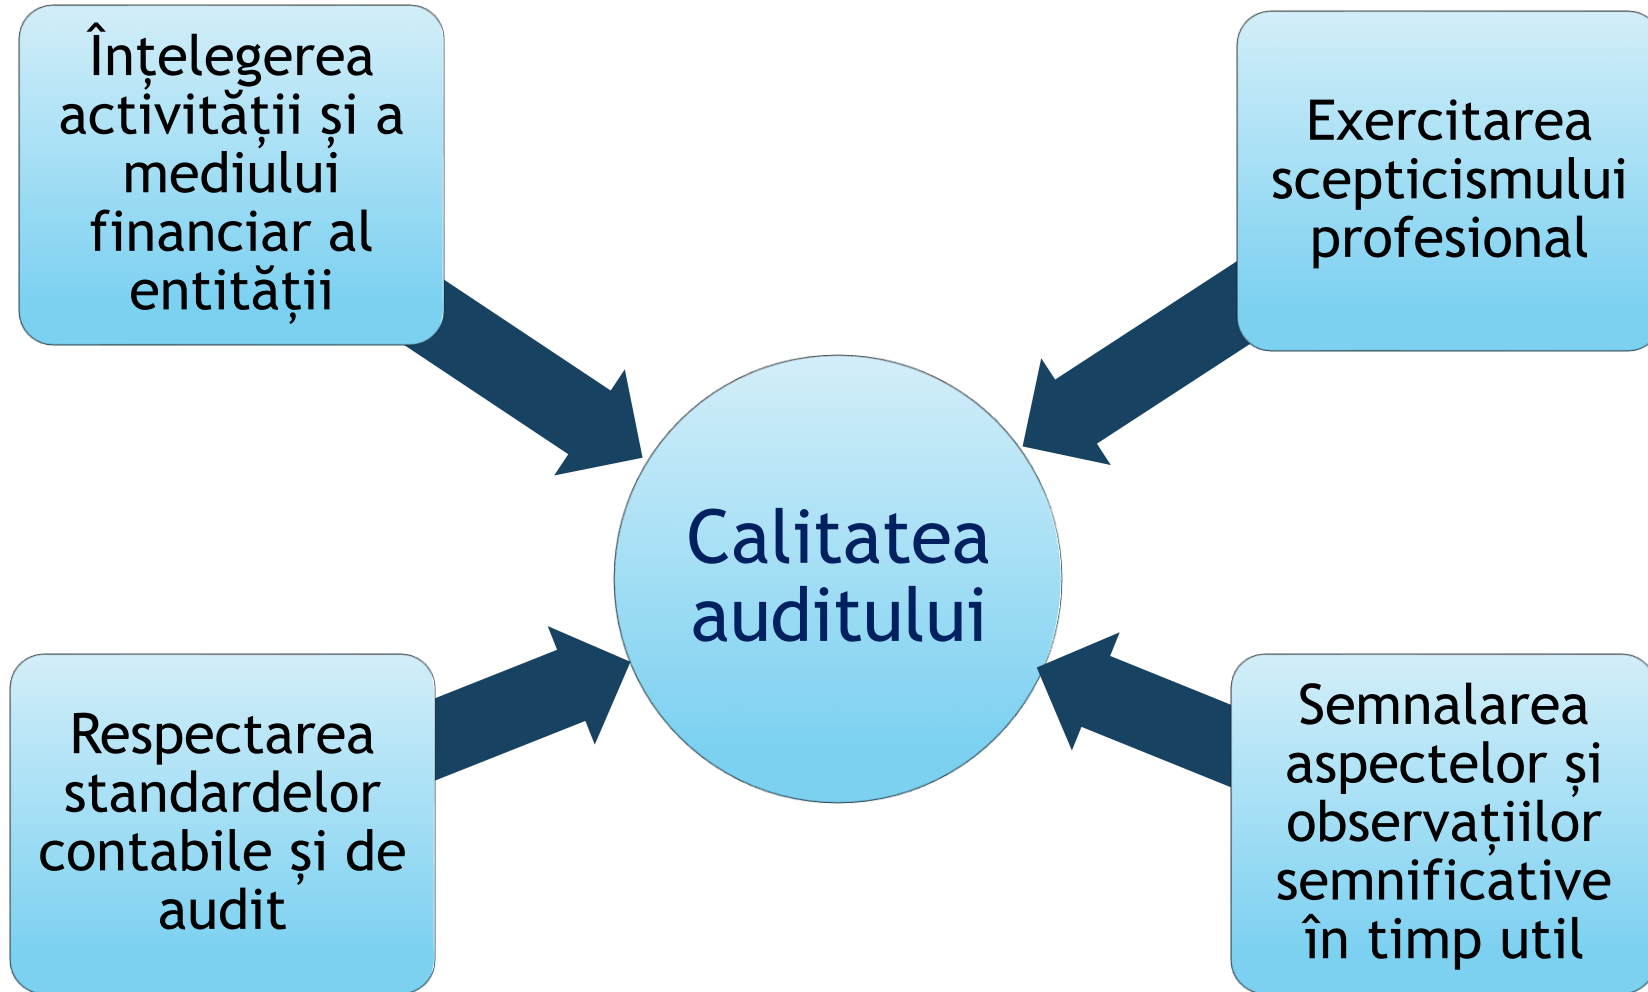 Înțelegerea
activității și a
mediului
financiar al
entității
Exercitarea
scepticismului
profesional
Calitatea
auditului
Respectarea
standardelor
contabile și de
audit
Semnalarea
aspectelor și
observațiilor
semnificative
în timp util